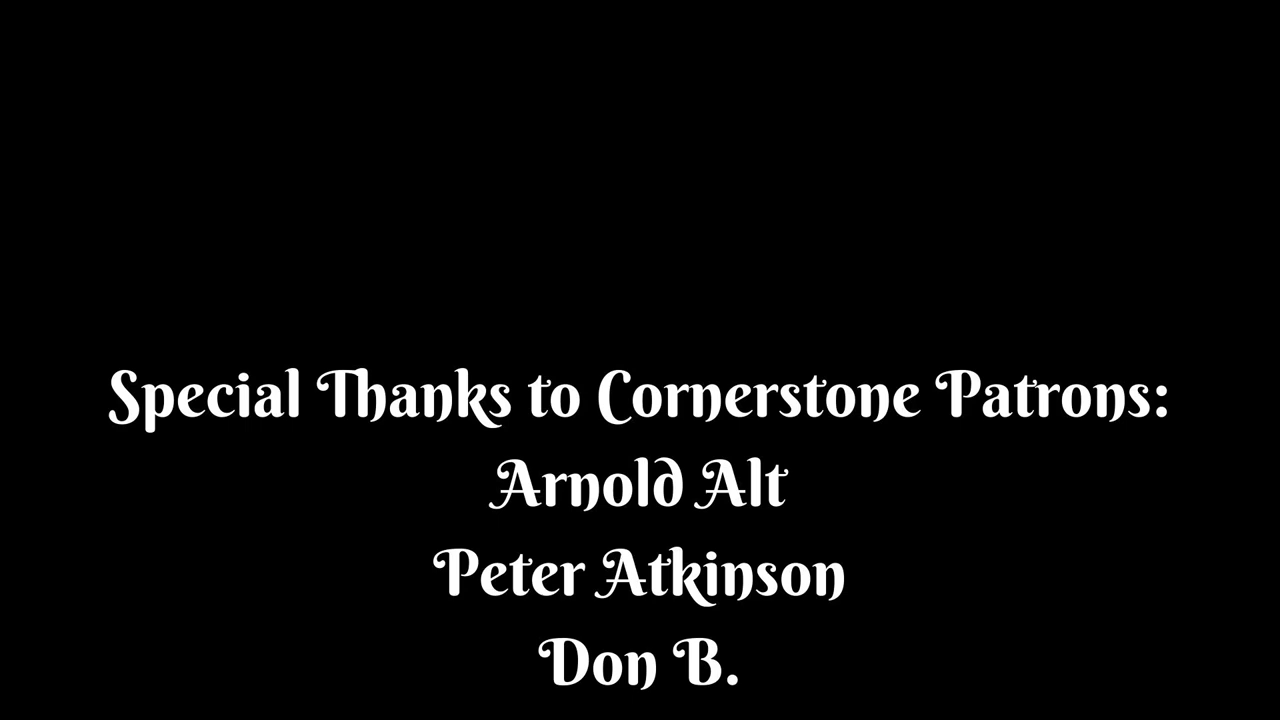 Special Thanks to Cornerstone Patrons:
Arnold Alt
Peter Atkinson
Don B.